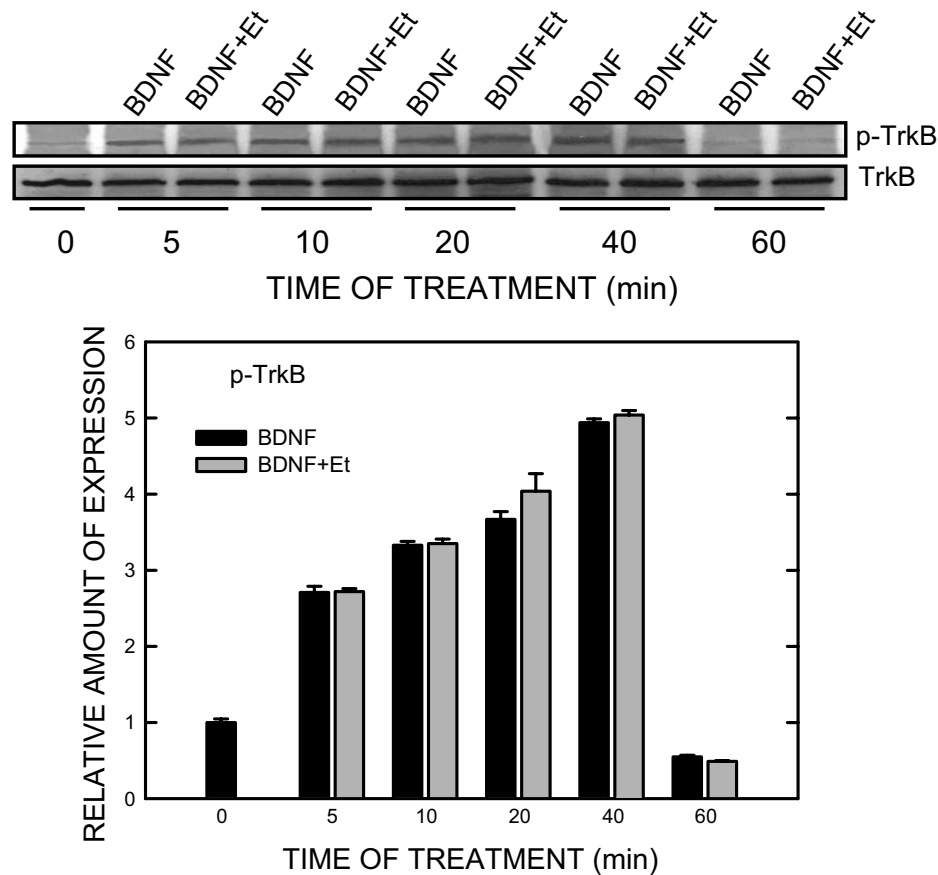 BDNF BDNF+Et BDNF BDNF+Et BDNF BDNF+Et BDNF BDNF+Et BDNF BDNF+Et
p-TrkB
TrkB
0 5 10 20 40 60
TIME OF TREATMENT (min)
RELATIVE AMOUNT OF EXPRESSION
6
5
4
3
2
1
0
p-TrkB
BDNF
BDNF+Et
0 5 10 20 40 60
TIME OF TREATMENT (min)